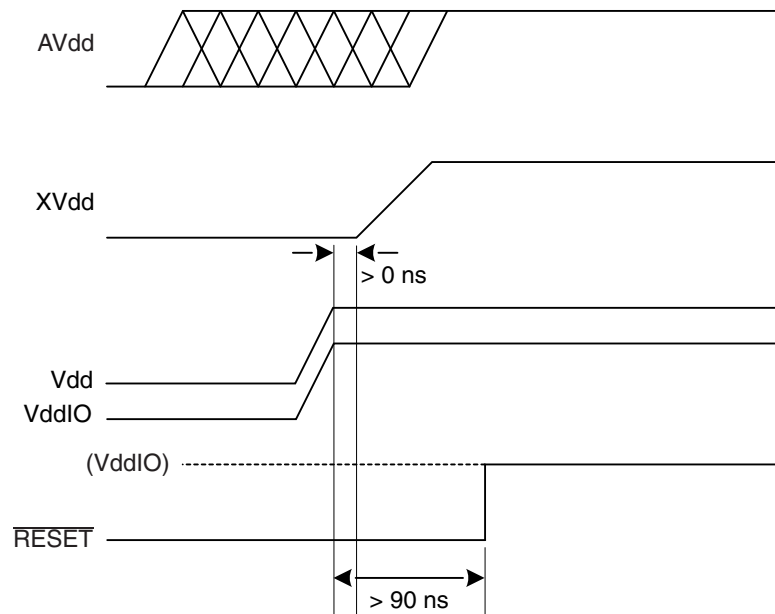 AVdd
XVdd
> 0 ns
Vdd
VddIO
(VddIO)
RESET
> 90 ns